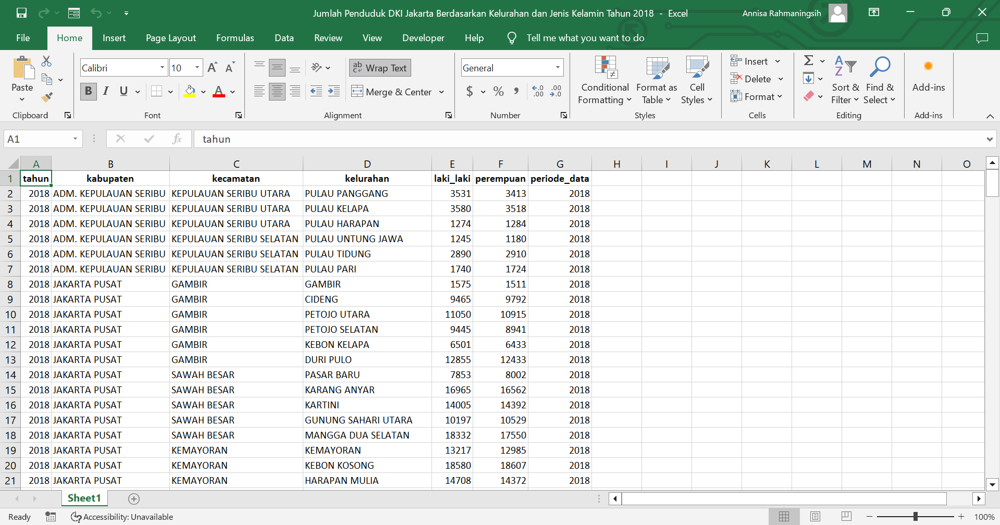 Jumlah Penduduk DKI Jakarta Berdasarkan Kelurahan dan Jenis Kelamin Tahun 2018 - Excel
Annisa Rahmaningsih
File Home Insert Page Layout Formulas Data Review View Developer Help Tell me what you want to do
Calibri 10 A A ab c Wrap Text General
Paste B I U A Merge & Center $ % , .0 .00 .00 .0
Conditional Formatting Format as Table Cell Styles
Insert
Delete
Format
Sort & Filter Find & Select Add-ins
Clipboard Font Alignment Number Styles Cells Editing Add-ins
A1 fx tahun
A B C D E F G H I J K L M N O
1 tahun kabupaten kecamatan kelurahan laki_laki perempuan periode_data
2 2018 ADM. KEPULAUAN SERIBU KEPULAUAN SERIBU UTARA PULAU PANGGANG 3531 3413 2018
3 2018 ADM. KEPULAUAN SERIBU KEPULAUAN SERIBU UTARA PULAU KELAPA 3580 3518 2018
4 2018 ADM. KEPULAUAN SERIBU KEPULAUAN SERIBU UTARA PULAU HARAPAN 1274 1284 2018
5 2018 ADM. KEPULAUAN SERIBU KEPULAUAN SERIBU SELATAN PULAU UNTUNG JAWA 1245 1180 2018
6 2018 ADM. KEPULAUAN SERIBU KEPULAUAN SERIBU SELATAN PULAU TIDUNG 2890 2910 2018
7 2018 ADM. KEPULAUAN SERIBU KEPULAUAN SERIBU SELATAN PULAU PARI 1740 1724 2018
8 2018 JAKARTA PUSAT GAMBIR GAMBIR 1575 1511 2018
9 2018 JAKARTA PUSAT GAMBIR CIDENG 9465 9792 2018
10 2018 JAKARTA PUSAT GAMBIR PETOJO UTARA 11050 10915 2018
11 2018 JAKARTA PUSAT GAMBIR PETOJO SELATAN 9445 8941 2018
12 2018 JAKARTA PUSAT GAMBIR KEBON KELAPA 6501 6433 2018
13 2018 JAKARTA PUSAT GAMBIR DURI PULO 12855 12433 2018
14 2018 JAKARTA PUSAT SAWAH BESAR PASAR BARU 7853 8002 2018
15 2018 JAKARTA PUSAT SAWAH BESAR KARANG ANYAR 16965 16562 2018
16 2018 JAKARTA PUSAT SAWAH BESAR KARTINI 14005 14392 2018
17 2018 JAKARTA PUSAT SAWAH BESAR GUNUNG SAHARI UTARA 10197 10529 2018
18 2018 JAKARTA PUSAT SAWAH BESAR MANGGA DUA SELATAN 18332 17550 2018
19 2018 JAKARTA PUSAT KEMAYORAN KEMAYORAN 13217 12985 2018
20 2018 JAKARTA PUSAT KEMAYORAN KEBON KOSONG 18580 18607 2018
21 2018 JAKARTA PUSAT KEMAYORAN HARAPAN MULIA 14708 14372 2018
Sheet1
Ready Accessibility: Unavailable 100%